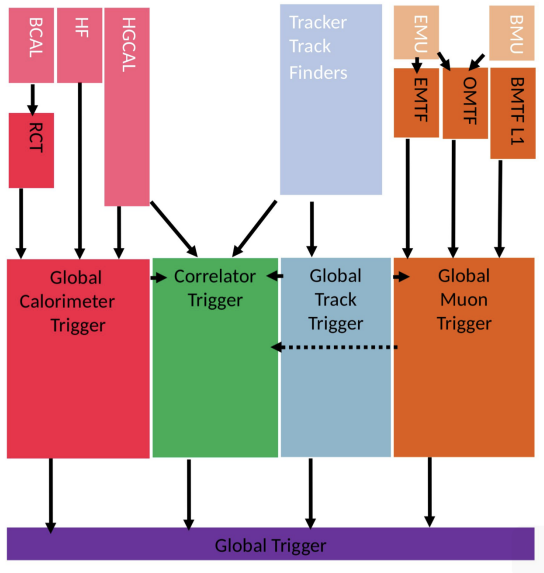 BCAL
HF
HGCAL
Tracker
Track
Finders
EMU
BMU
RCT
EMTF
OMTF
BMTF L1
Global
Calorimeter
Trigger
Correlator
Trigger
Global
Track
Trigger
Global
Muon
Trigger
Global Trigger